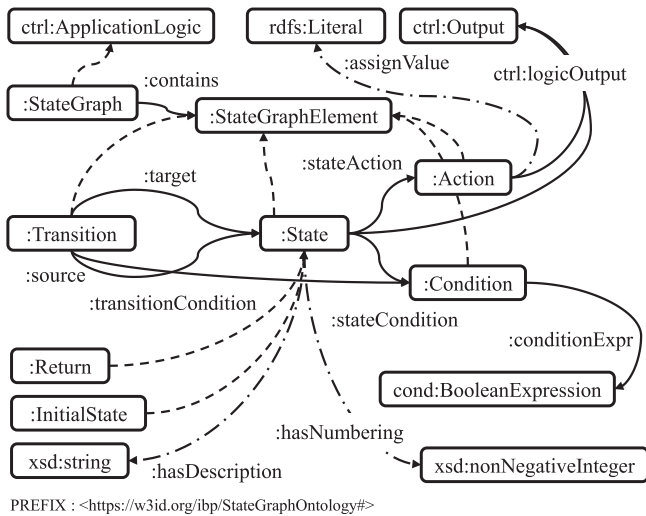 ctrl:ApplicationLogic
rdfs:Literal
ctrl:Output
:contains
:assignValue
ctrl:logicOutput
:StateGraph
:StateGraphElement
:stateAction
:Action
:target
:Transition
:State
:source
:Condition
:transitionCondition
:stateCondition
:conditionExpr
:Return
cond:BooleanExpression
:InitialState
:hasNumbering
xsd:string
:hasDescription
xsd:nonNegativeInteger
PREFIX : <https://w3id.org/ibp/StateGraphOntology#>